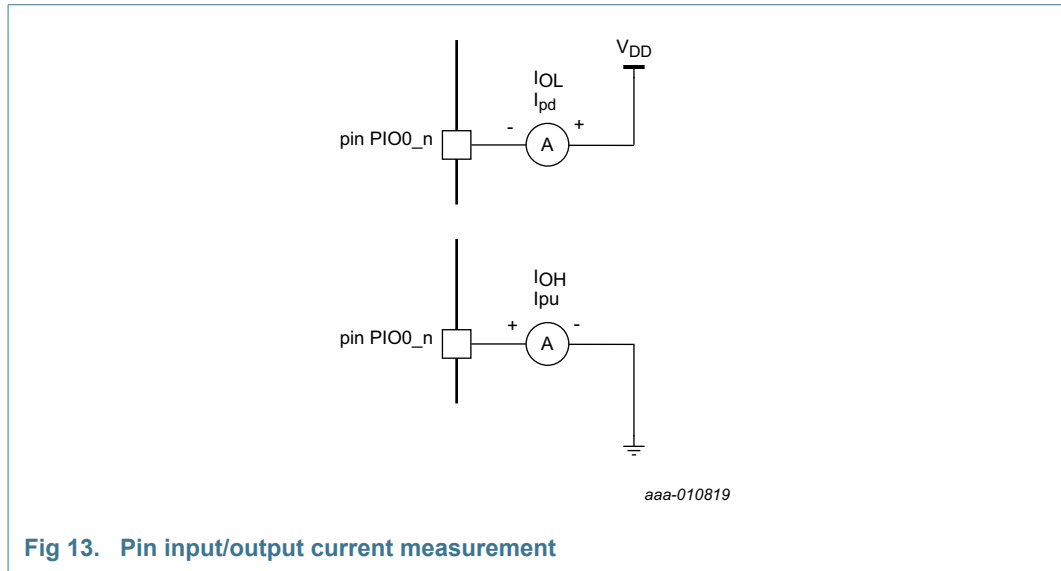 VDD
IOL
Ipd
- +
A
pin PIO0_n
IOH
Ipu
+ -
A
pin PIO0_n
aaa-010819
Fig 13. Pin input/output current measurement